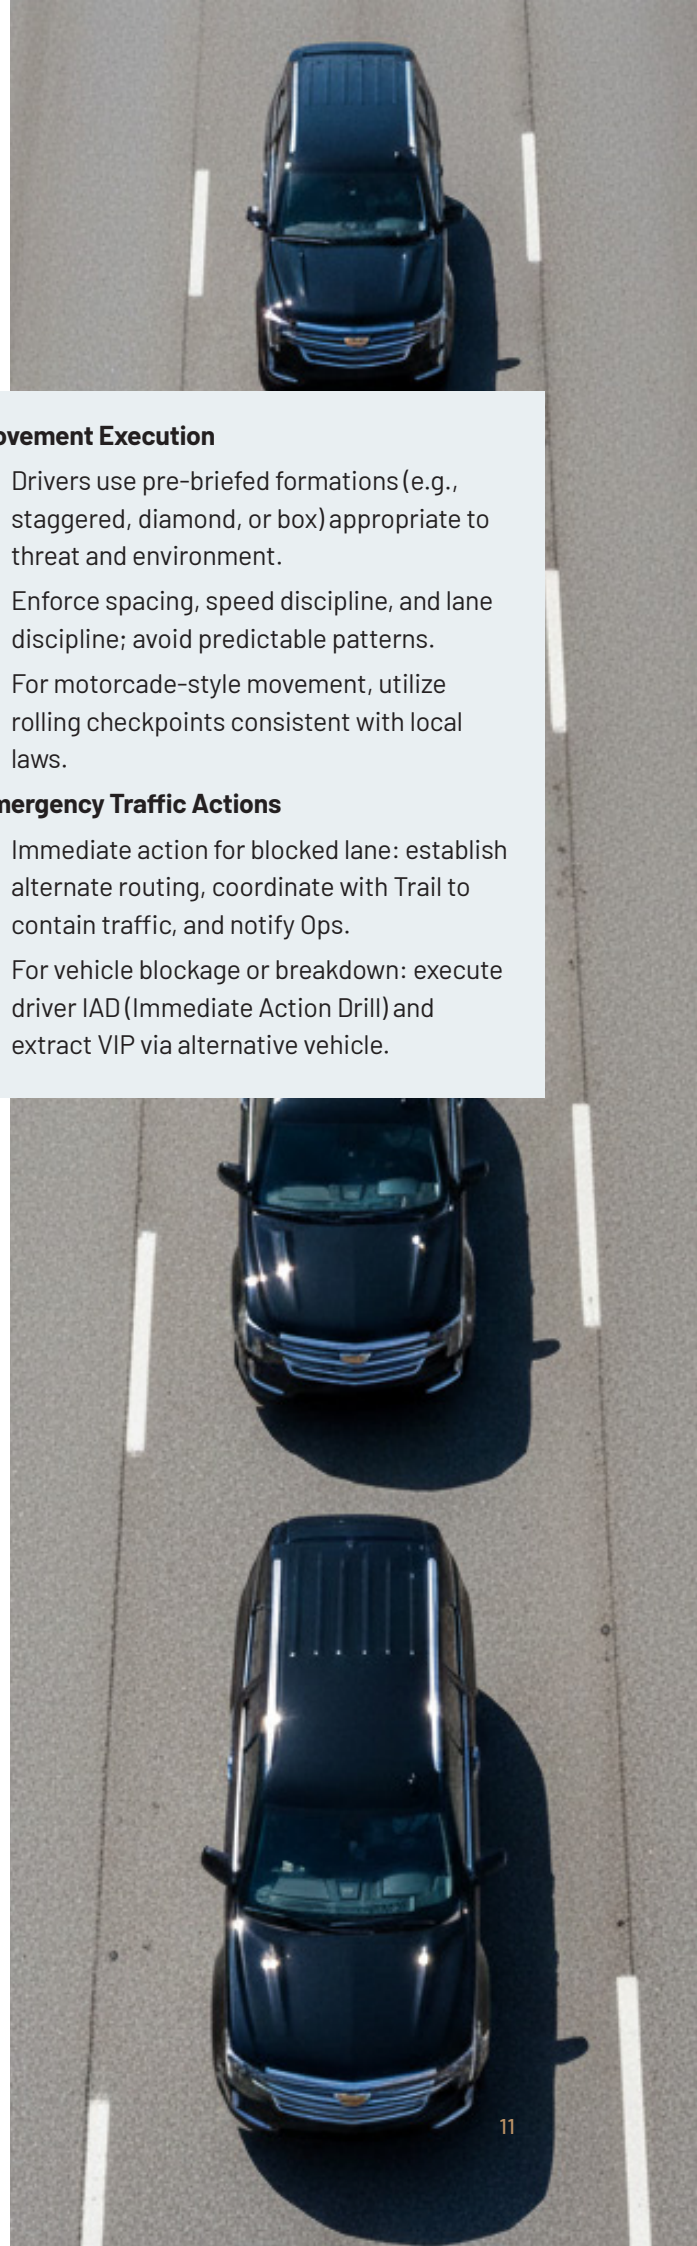 ovement Execution
Drivers use pre-briefed formations (e.g.,
staggered, diamond, or box) appropriate to
threat and environment.
Enforce spacing, speed discipline, and lane
discipline; avoid predictable patterns.
For motorcade-style movement, utilize
rolling checkpoints consistent with local
laws.
mergency Traffic Actions
Immediate action for blocked lane: establish
alternate routing, coordinate with Trail to
contain traffic, and notify Ops.
For vehicle blockage or breakdown: execute
driver IAD (Immediate Action Drill) and
extract VIP via alternative vehicle.
11